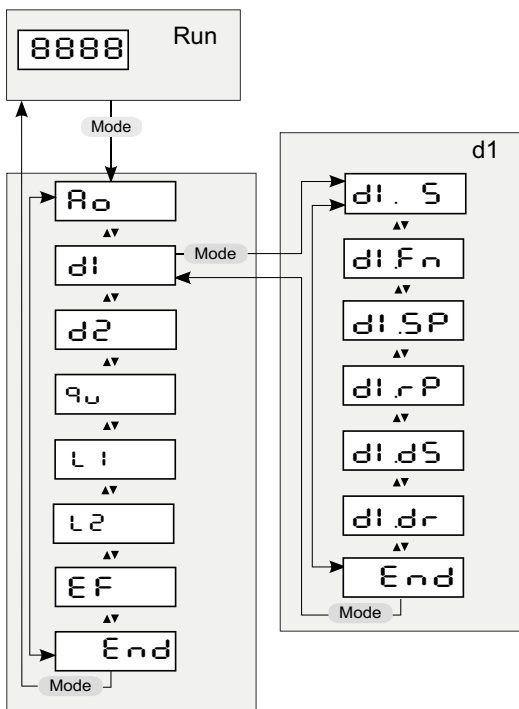 8888
Run
Mode
Ao
d1
d2
qu
L1
L2
EF
End
Mode
Mode
d1
d1. S
d1.Fn
d1.SP
d1.rP
d1.dS
d1.dr
End
Mode